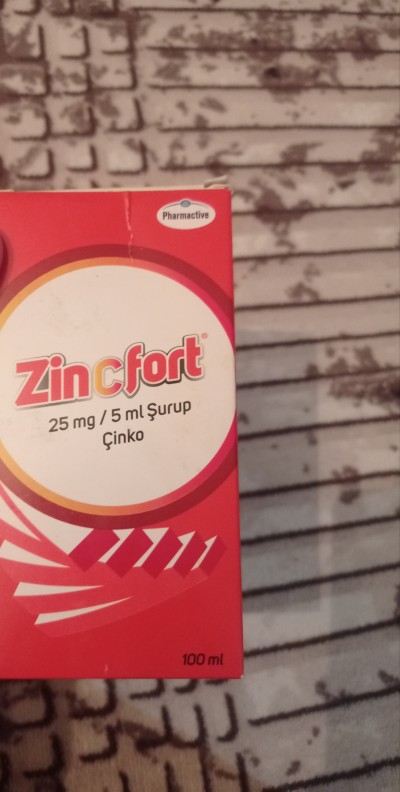 Pharmactive
Zincfort®
25 mg / 5 ml Şurup
Çinko
100 ml